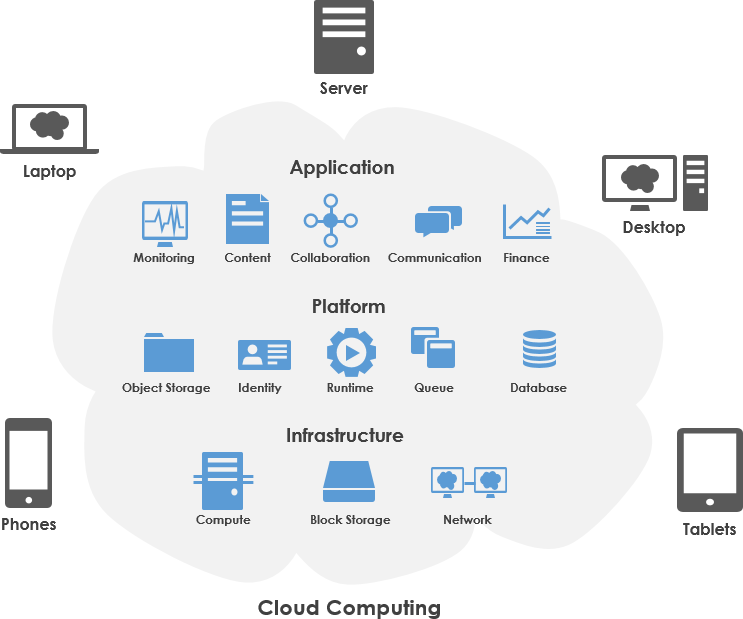 Server
Laptop
Application
Desktop
Monitoring
Content
Collaboration
Communication
Finance
Platform
Object Storage
Identity
Runtime
Queue
Database
Infrastructure
Phones
Compute
Block Storage
Network
Tablets
Cloud Computing